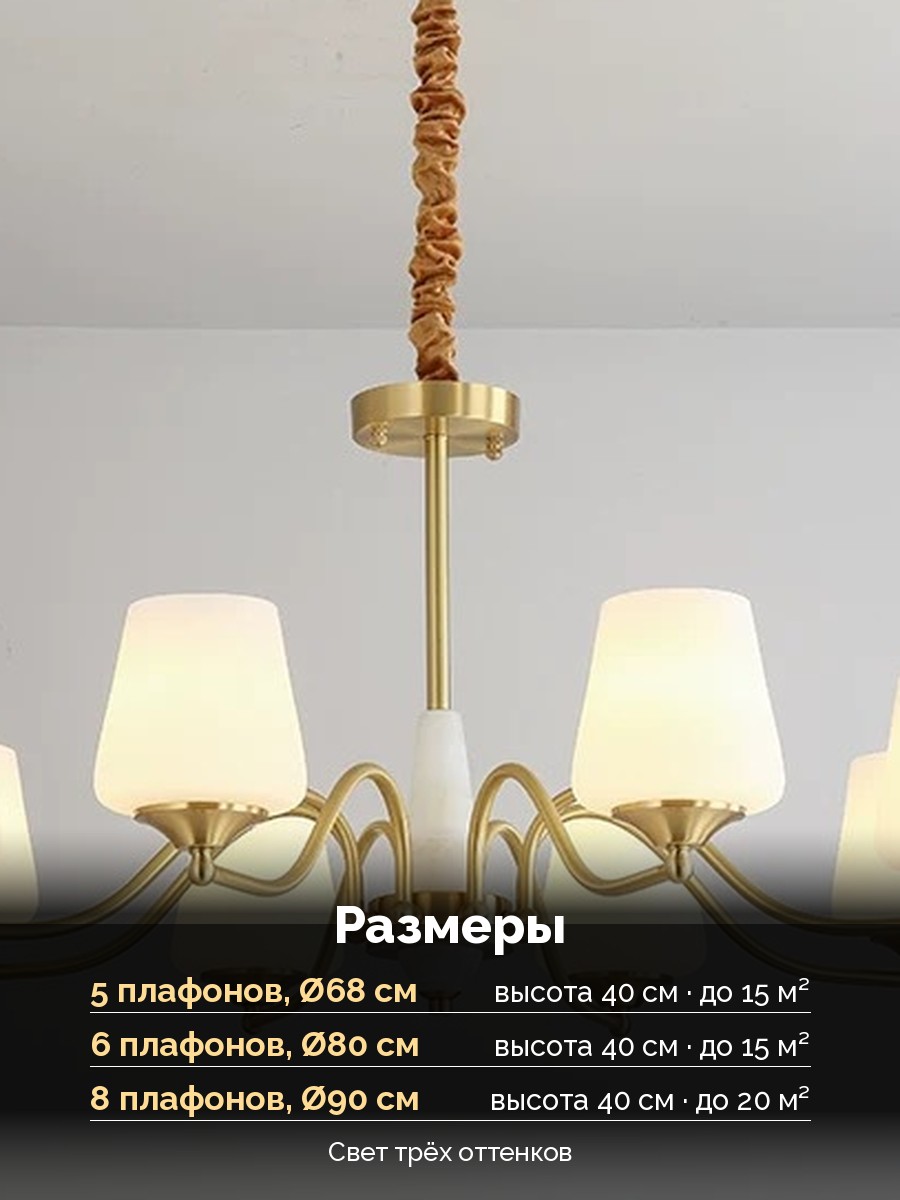 Размеры
5 плафонов, Ø68 см высота 40 см · до 15 м²
6 плафонов, Ø80 см высота 40 см · до 15 м²
8 плафонов, Ø90 см высота 40 см · до 20 м²
Свет трёх оттенков